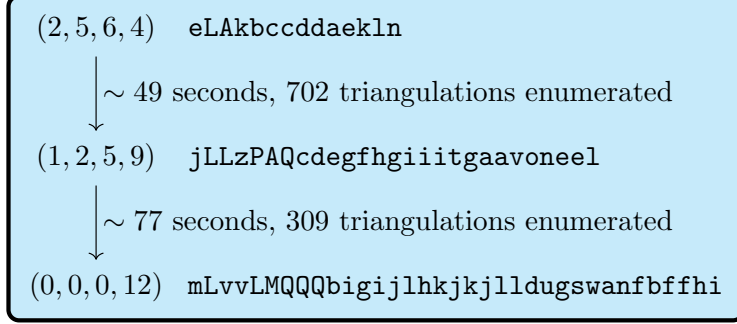 (2, 5, 6, 4) eLAkbccddaekln
∼ 49 seconds, 702 triangulations enumerated
(1, 2, 5, 9) jLLzPAQcdegfhgiiitgaavoneel
∼ 77 seconds, 309 triangulations enumerated
(0, 0, 0, 12) mLvvLMQQQbigijlhkjkjlldugswanfbffhi